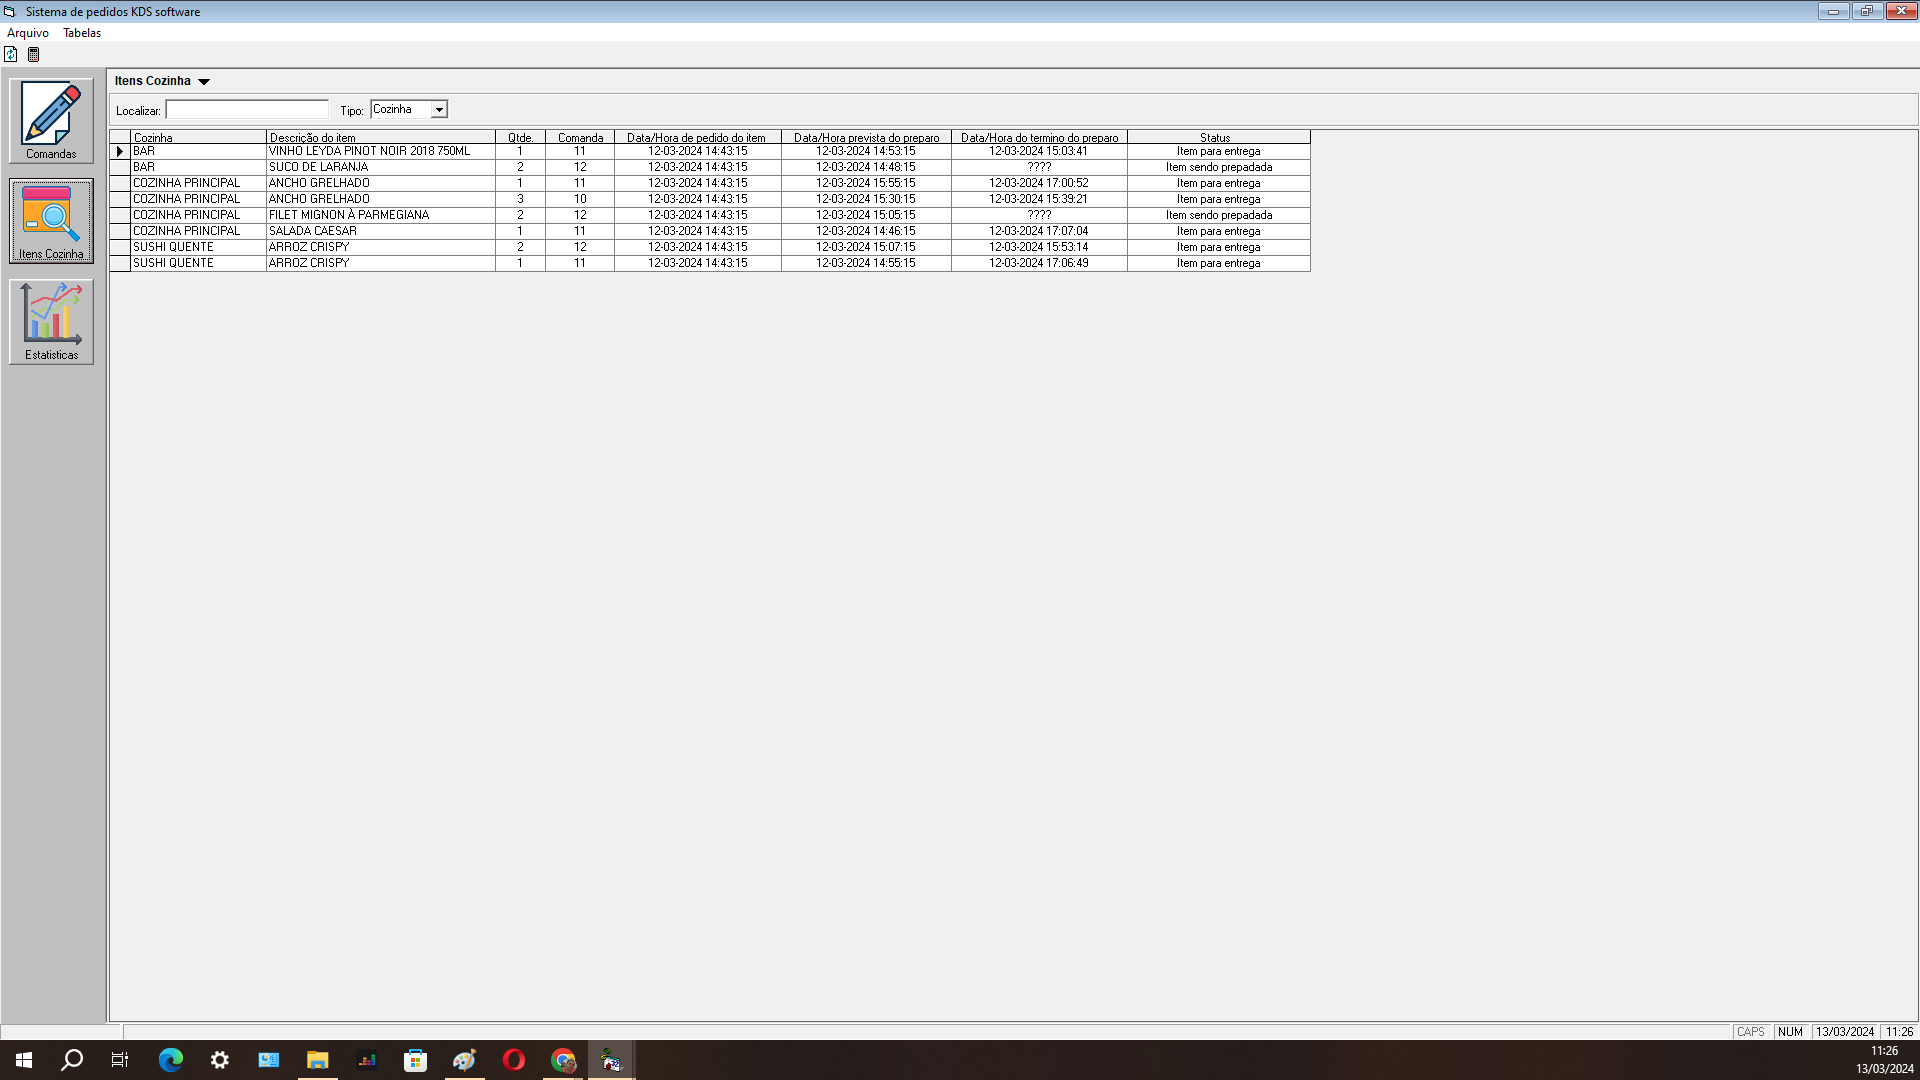 Sistema de pedidos KDS software
Arquivo Tabelas
Itens Cozinha
Localizar: Tipo: Cozinha
Cozinha Descrição do item Qtde. Comanda Data/Hora de pedido do item Data/Hora prevista do preparo Data/Hora do termino do preparo Status
BAR VINHO LEYDA PINOT NOIR 2018 750ML 1 11 12-03-2024 14:43:15 12-03-2024 14:53:15 12-03-2024 15:03:41 Item para entrega
BAR SUCO DE LARANJA 2 12 12-03-2024 14:43:15 12-03-2024 14:48:15 ???? Item sendo prepadada
COZINHA PRINCIPAL ANCHO GRELHADO 1 11 12-03-2024 14:43:15 12-03-2024 15:55:15 12-03-2024 17:00:52 Item para entrega
COZINHA PRINCIPAL ANCHO GRELHADO 3 10 12-03-2024 14:43:15 12-03-2024 15:30:15 12-03-2024 15:39:21 Item para entrega
COZINHA PRINCIPAL FILET MIGNON À PARMEGIANA 2 12 12-03-2024 14:43:15 12-03-2024 15:05:15 ???? Item sendo prepadada
COZINHA PRINCIPAL SALADA CAESAR 1 11 12-03-2024 14:43:15 12-03-2024 14:46:15 12-03-2024 17:07:04 Item para entrega
SUSHI QUENTE ARROZ CRISPY 2 12 12-03-2024 14:43:15 12-03-2024 15:07:15 12-03-2024 15:53:14 Item para entrega
SUSHI QUENTE ARROZ CRISPY 1 11 12-03-2024 14:43:15 12-03-2024 14:55:15 12-03-2024 17:06:49 Item para entrega
Comandas
Itens Cozinha
Estatisticas
CAPS NUM 13/03/2024 11:26
11:26
13/03/2024